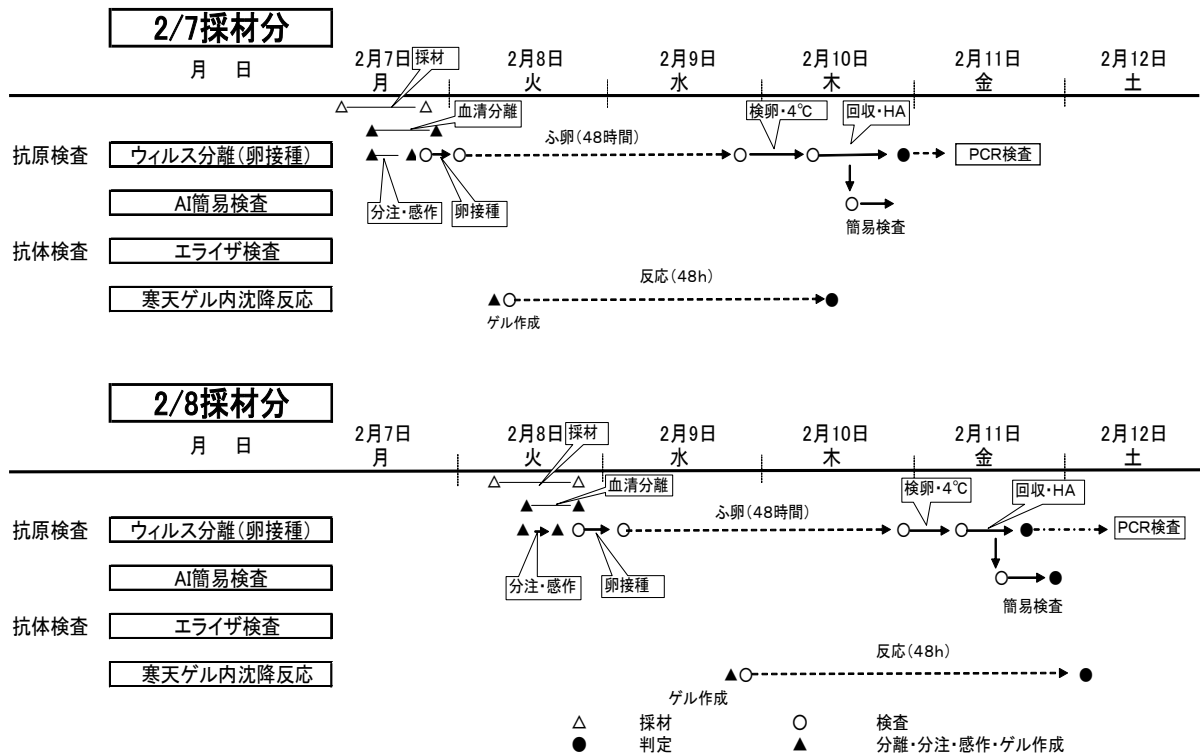 2/7採材分
月 日 2月7日 2月8日 2月9日 2月10日 2月11日 2月12日
月 火 水 木 金 土
採材
血清分離
検卵・4℃ 回収・HA
ふ卵(48時間)
抗原検査 ウィルス分離(卵接種) PCR検査
分注・感作 卵接種
AI簡易検査
簡易検査
抗体検査 エライザ検査
反応(48h)
寒天ゲル内沈降反応
ゲル作成
2/8採材分
月 日 2月7日 2月8日 2月9日 2月10日 2月11日 2月12日
月 火 水 木 金 土
採材
血清分離
検卵・4℃ 回収・HA
ふ卵(48時間)
抗原検査 ウィルス分離(卵接種) PCR検査
分注・感作 卵接種
AI簡易検査
簡易検査
抗体検査 エライザ検査
反応(48h)
寒天ゲル内沈降反応
ゲル作成
△ 採材 ○ 検査
● 判定 ▲ 分離・分注・感作・ゲル作成